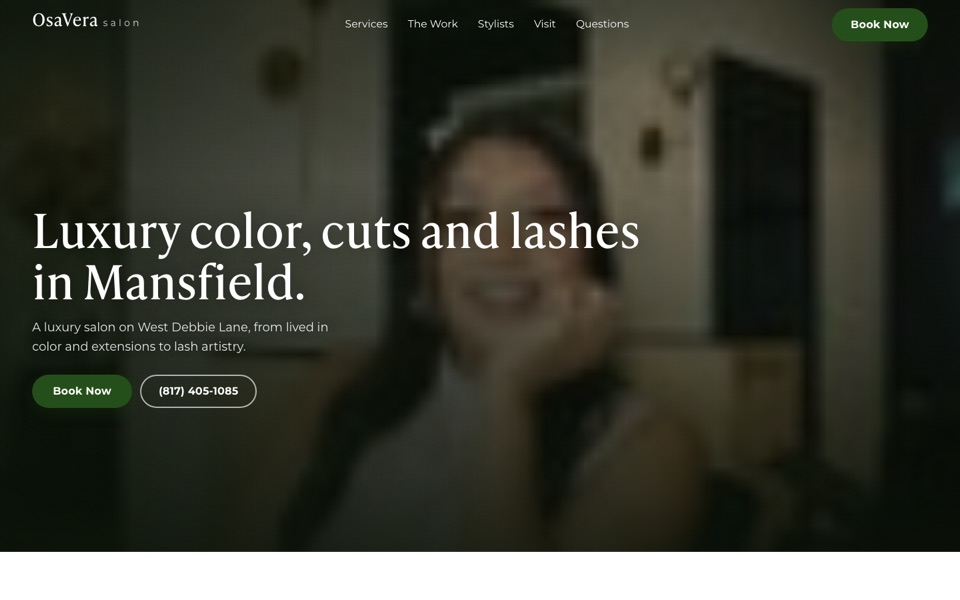 OsaVera salon
Services
The Work
Stylists
Visit
Questions
Book Now
Luxury color, cuts and lashes
in Mansfield.
A luxury salon on West Debbie Lane, from lived in
color and extensions to lash artistry.
Book Now
(817) 405-1085